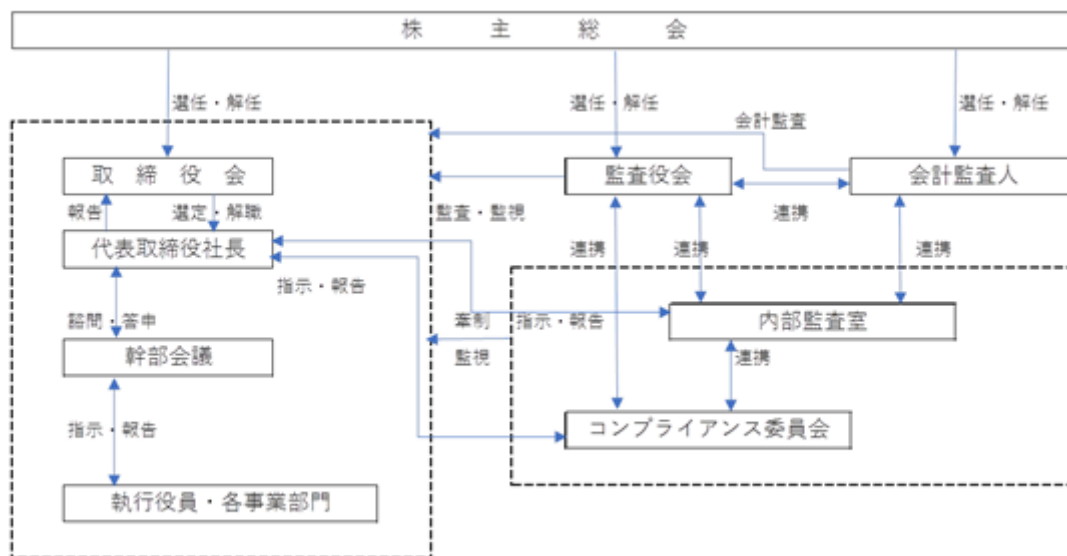 株主総会
選任・解任
選任・解任
選任・解任
会計監査
取締役会
監査役会
会計監査人
報告
選定・解職
監査・監視
連携
代表取締役社長
連携
連携
連携
指示・報告
諮問・答申
牽制
監視
指示・報告
内部監査室
幹部会議
連携
指示・報告
コンプライアンス委員会
執行役員・各事業部門